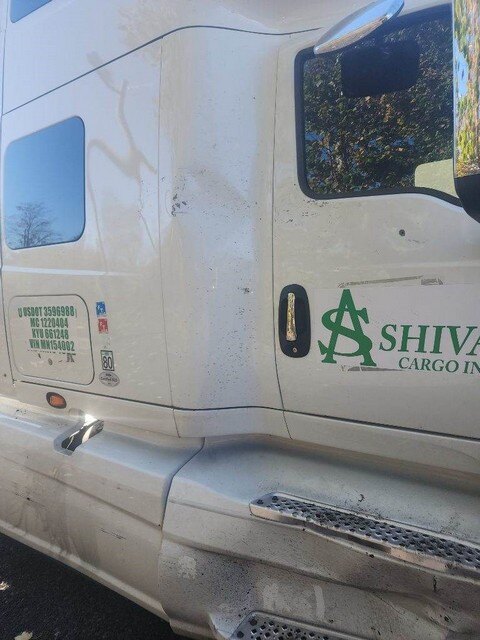 USDOT 3596980
MC 1220404
KYU 661248
VIN MN154002
80
SHIVA
CARGO IN